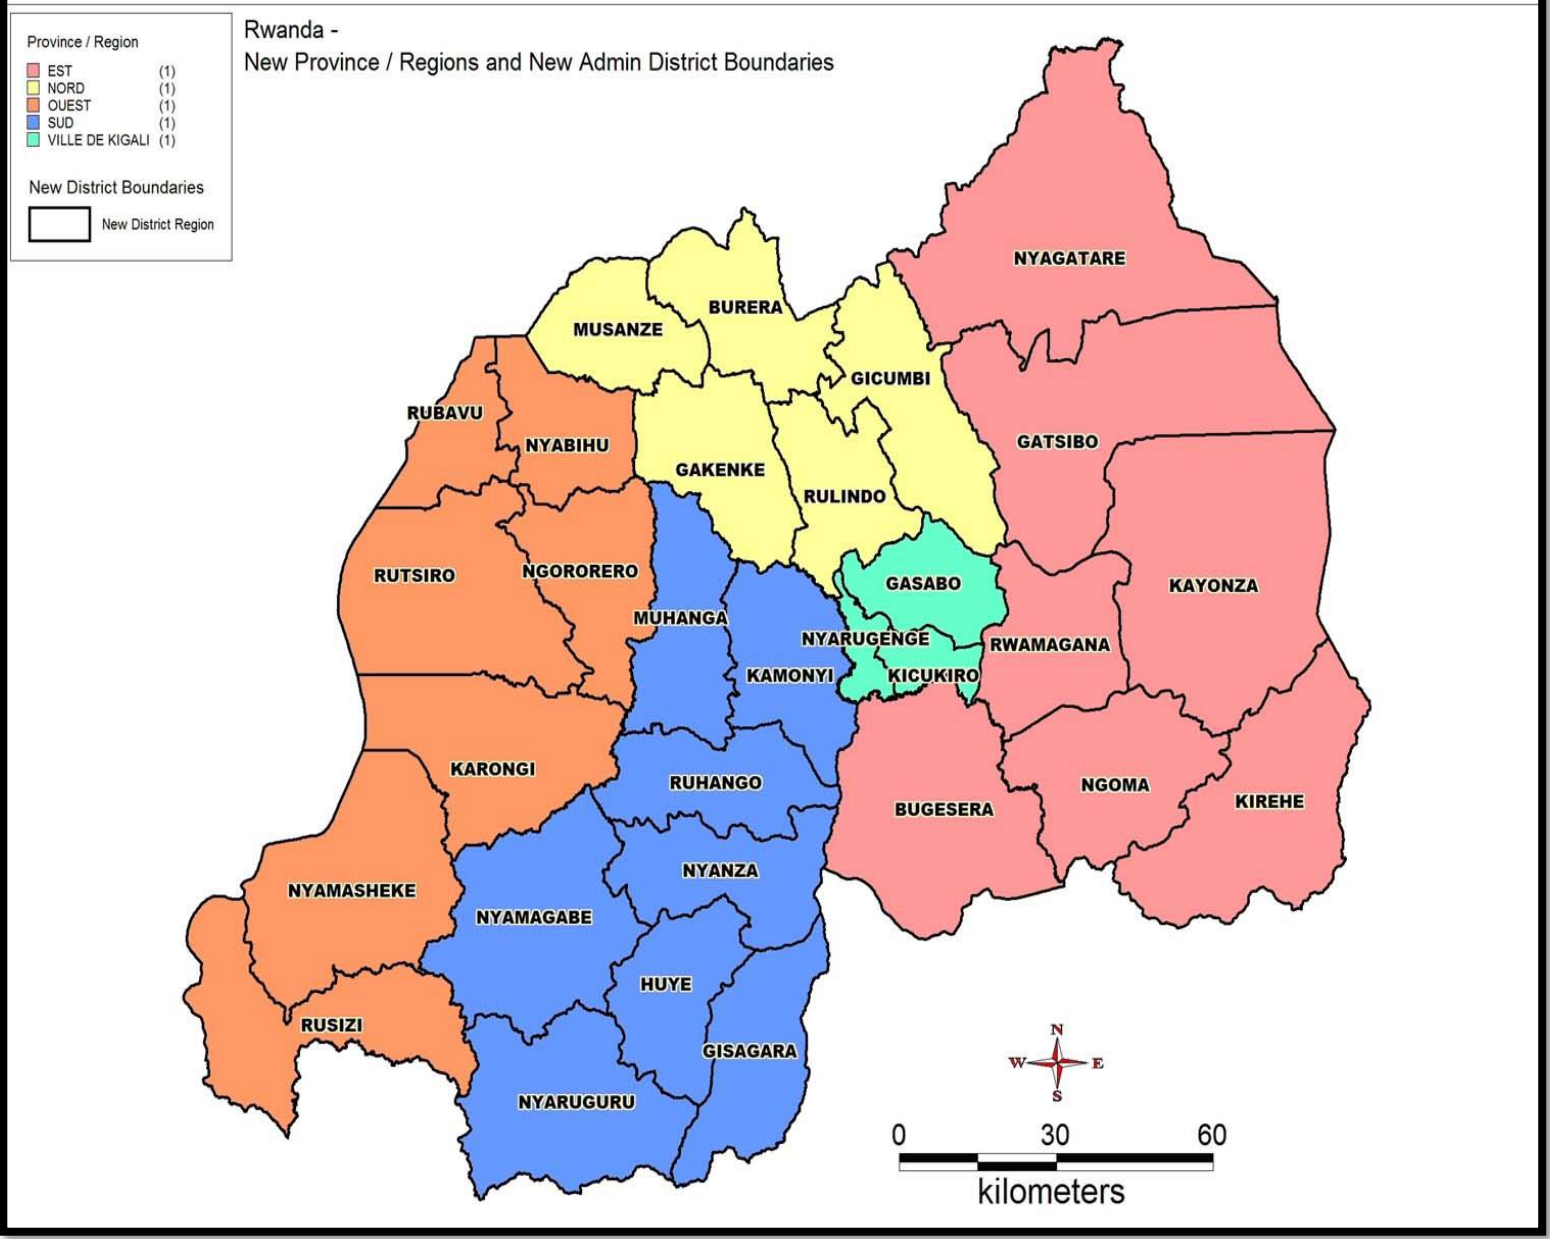 Rwanda -
New Province / Regions and New Admin District Boundaries
Province / Region
EST (1)
NORD (1)
OUEST (1)
SUD (1)
VILLE DE KIGALI (1)
New District Boundaries
New District Region
NYAGATARE
BURERA
MUSANZE
GICUMBI
RUBAVU
NYABIHU
GATSIBO
GAKENKE
RULINDO
RUTSIRO
NGORORERO
GASABO
KAYONZA
MUHANGA
NYARUGENGE
RWAMAGANA
KAMONYI
KICUKIRO
KARONGI
RUHANGO
NGOMA
KIREHE
BUGESERA
NYANZA
NYAMASHEKE
NYAMAGABE
HUYE
RUSIZI
GISAGARA
NYARUGURU
N
W E
S
0 30 60
kilometers